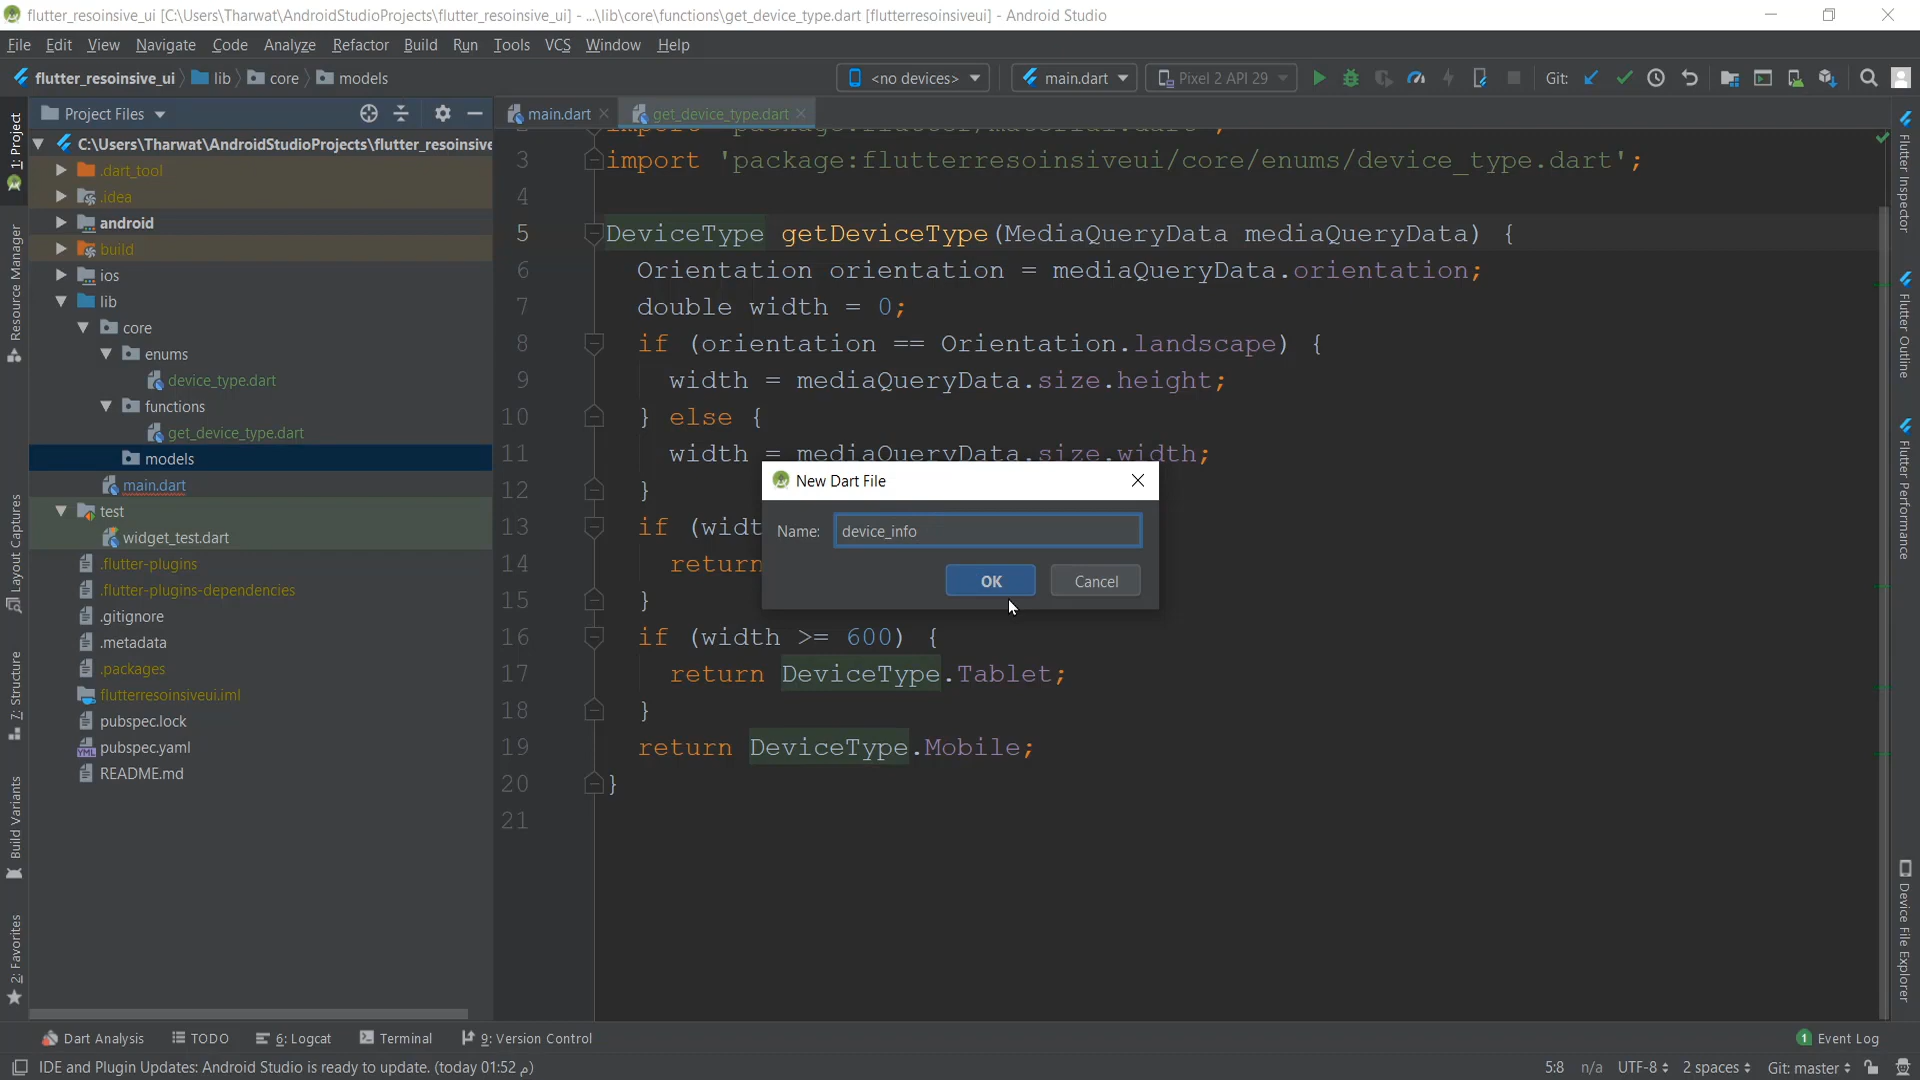 flutter_resoinsive_ui [C:\Users\Tharwat\AndroidStudioProjects\flutter_resoinsive_ui] - ...\lib\core\functions\get_device_type.dart [flutterresoinsiveui] - Android Studio
File Edit View Navigate Code Analyze Refactor Build Run Tools VCS Window Help
flutter_resoinsive_ui lib core models <no devices> main.dart Pixel 2 API 29 Git:
Project Files
main.dart get_device_type.dart
1: Project
Resource Manager
Layout Captures
7: Structure
Build Variants
2: Favorites
C:\Users\Tharwat\AndroidStudioProjects\flutter_resoinsive
.dart_tool
.idea
android
build
ios
lib
core
enums
device_type.dart
functions
get_device_type.dart
models
main.dart
test
widget_test.dart
.flutter-plugins
.flutter-plugins-dependencies
.gitignore
.metadata
.packages
flutterresoinsiveui.iml
pubspec.lock
pubspec.yaml
README.md
3 import 'package:flutterresoinsiveui/core/enums/device_type.dart';
4
5 DeviceType getDeviceType(MediaQueryData mediaQueryData) {
6 Orientation orientation = mediaQueryData.orientation;
7 double width = 0;
8 if (orientation == Orientation.landscape) {
9 width = mediaQueryData.size.height;
10 } else {
11 width = mediaQueryData.size.width;
12 }
13 if (widt
14 return
15 }
16 if (width >= 600) {
17 return DeviceType.Tablet;
18 }
19 return DeviceType.Mobile;
20 }
21
New Dart File
Name: device_info
OK Cancel
Flutter Inspector
Flutter Outline
Flutter Performance
Device File Explorer
Dart Analysis TODO 6: Logcat Terminal 9: Version Control 1 Event Log
IDE and Plugin Updates: Android Studio is ready to update. (today 01:52 م) 5:8 n/a UTF-8 2 spaces Git: master